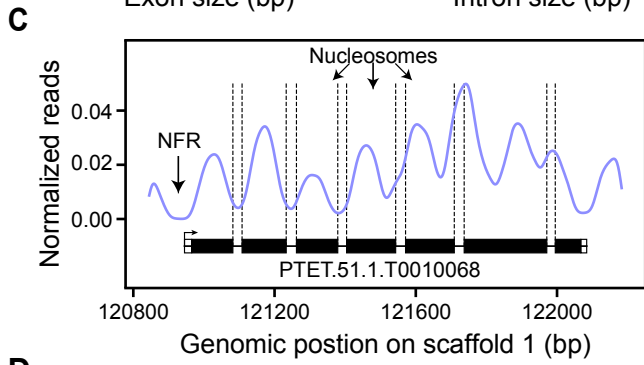 Exon size (bp) Intron size (bp)
C
Nucleosomes
NFR
Normalized reads
0.04
0.02
0.00
PTET.51.1.T0010068
120800 121200 121600 122000
Genomic postion on scaffold 1 (bp)
D